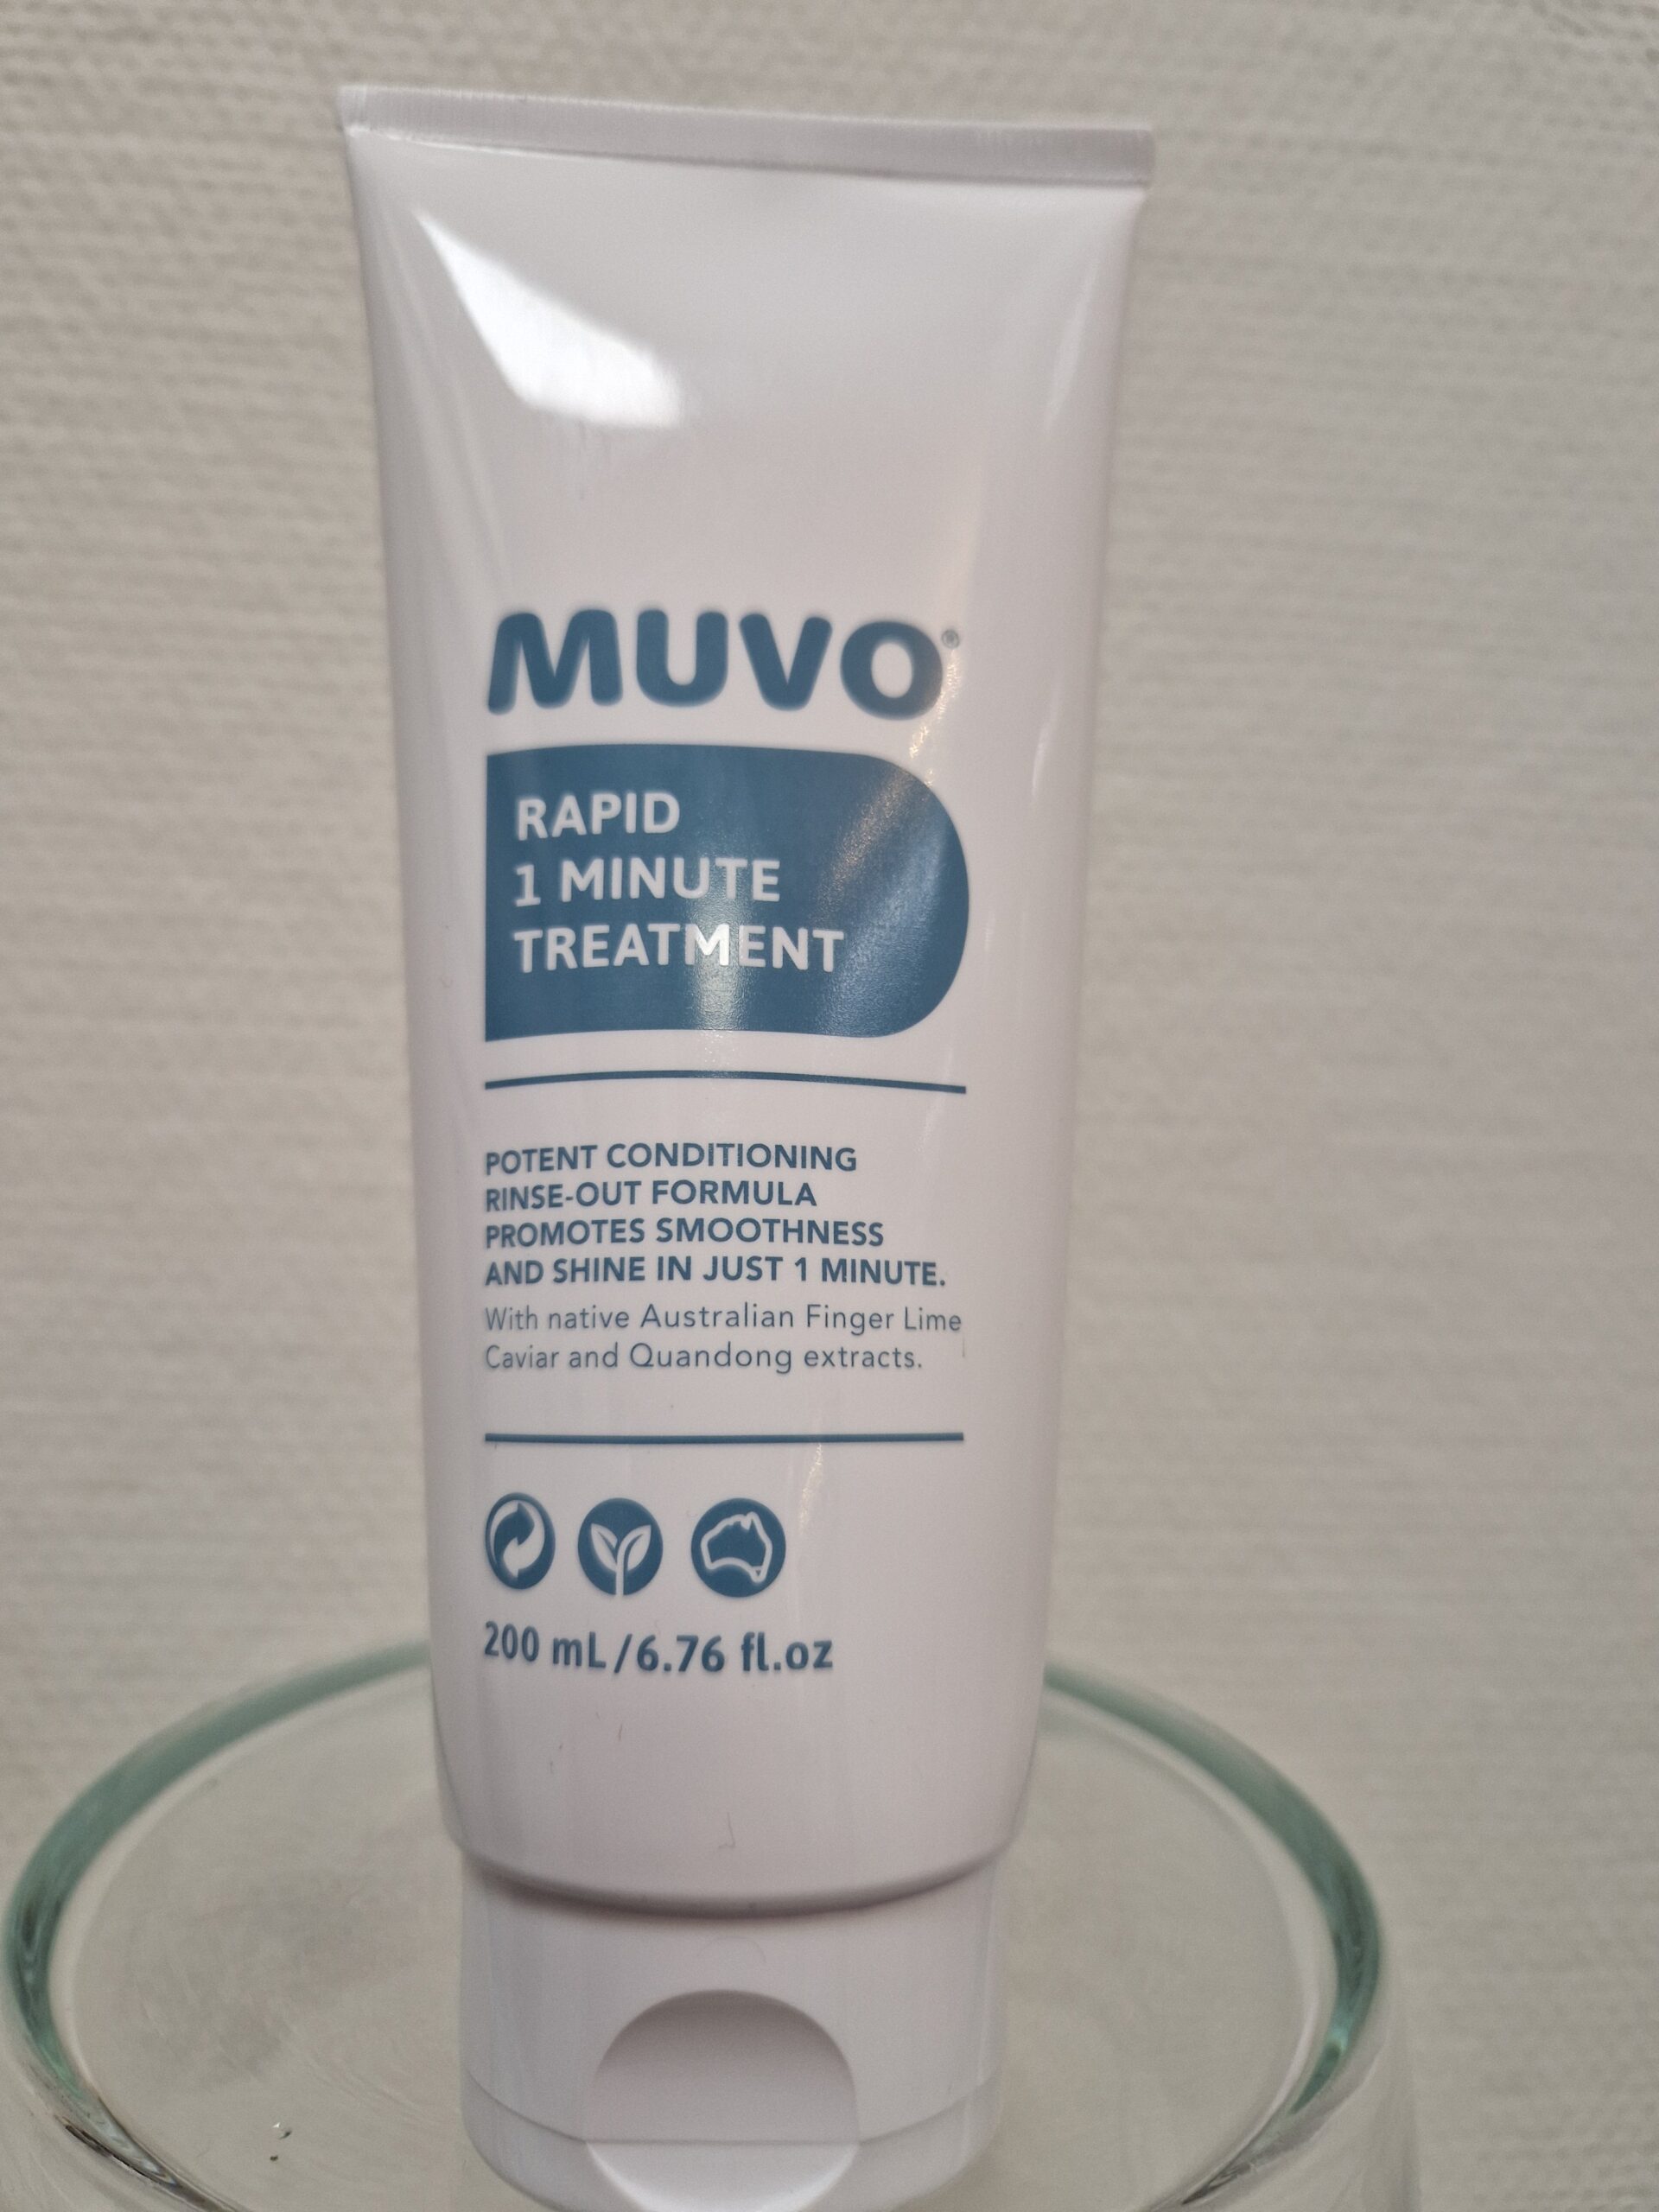 MUVO®
RAPID
1 MINUTE
TREATMENT
POTENT CONDITIONING
RINSE-OUT FORMULA
PROMOTES SMOOTHNESS
AND SHINE IN JUST 1 MINUTE.
With native Australian Finger Lime
Caviar and Quandong extracts.
200 mL/6.76 fl.oz